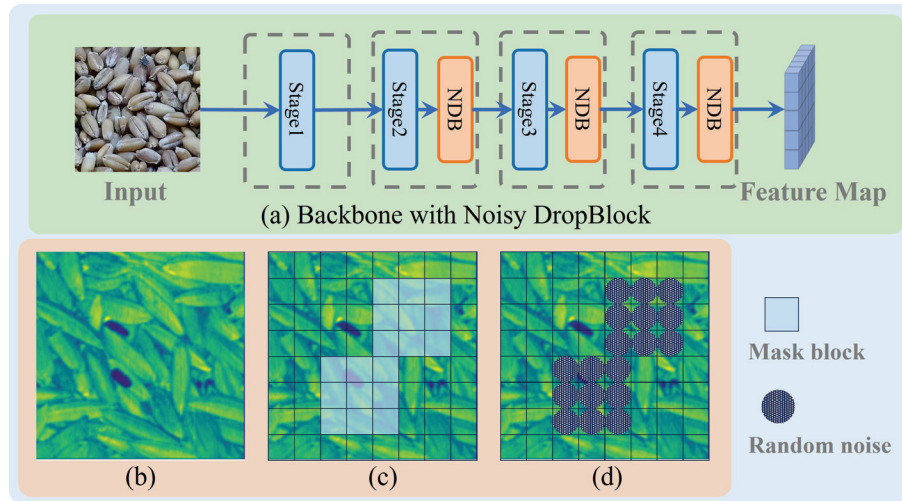 Input
Stage1
Stage2
NDB
Stage3
NDB
Stage4
NDB
Feature Map
(a) Backbone with Noisy DropBlock
(b)
(c)
(d)
Mask block
Random noise